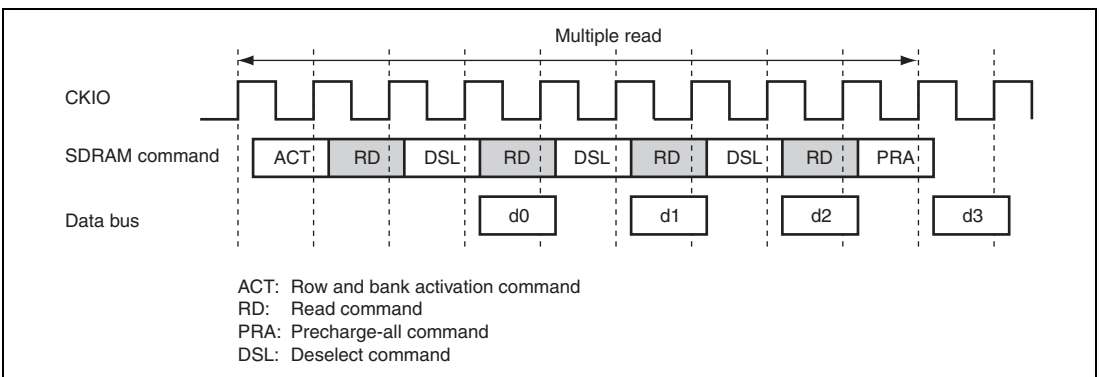 Multiple read
CKIO
SDRAM command ACT RD DSL RD DSL RD DSL RD PRA
Data bus d0 d1 d2 d3
ACT: Row and bank activation command
RD: Read command
PRA: Precharge-all command
DSL: Deselect command